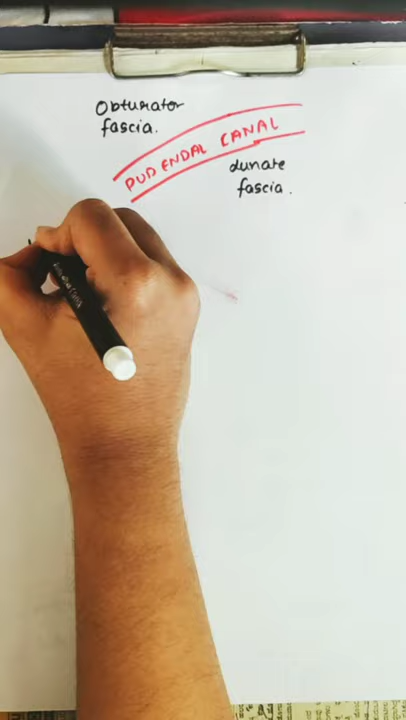 Obturator
fascia.
PUDENDAL CANAL
dunate
fascia.